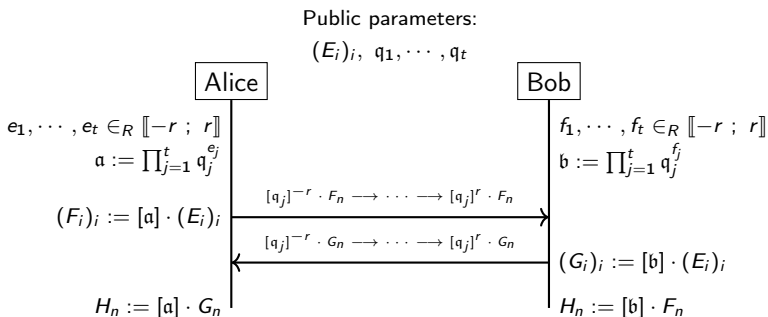 Public parameters:
(E_i)_i, 𝔮_1, ⋯, 𝔮_t
Alice
Bob
e_1, ⋯, e_t ∈_R ⟦−r ; r⟧
𝔞 := ∏_{j=1}^t 𝔮_j^{e_j}
f_1, ⋯, f_t ∈_R ⟦−r ; r⟧
𝔟 := ∏_{j=1}^t 𝔮_j^{f_j}
[𝔮_j]^{−r} · F_n ⟶ ⋯ ⟶ [𝔮_j]^r · F_n
(F_i)_i := [𝔞] · (E_i)_i
[𝔮_j]^{−r} · G_n ⟶ ⋯ ⟶ [𝔮_j]^r · G_n
(G_i)_i := [𝔟] · (E_i)_i
H_n := [𝔞] · G_n
H_n := [𝔟] · F_n